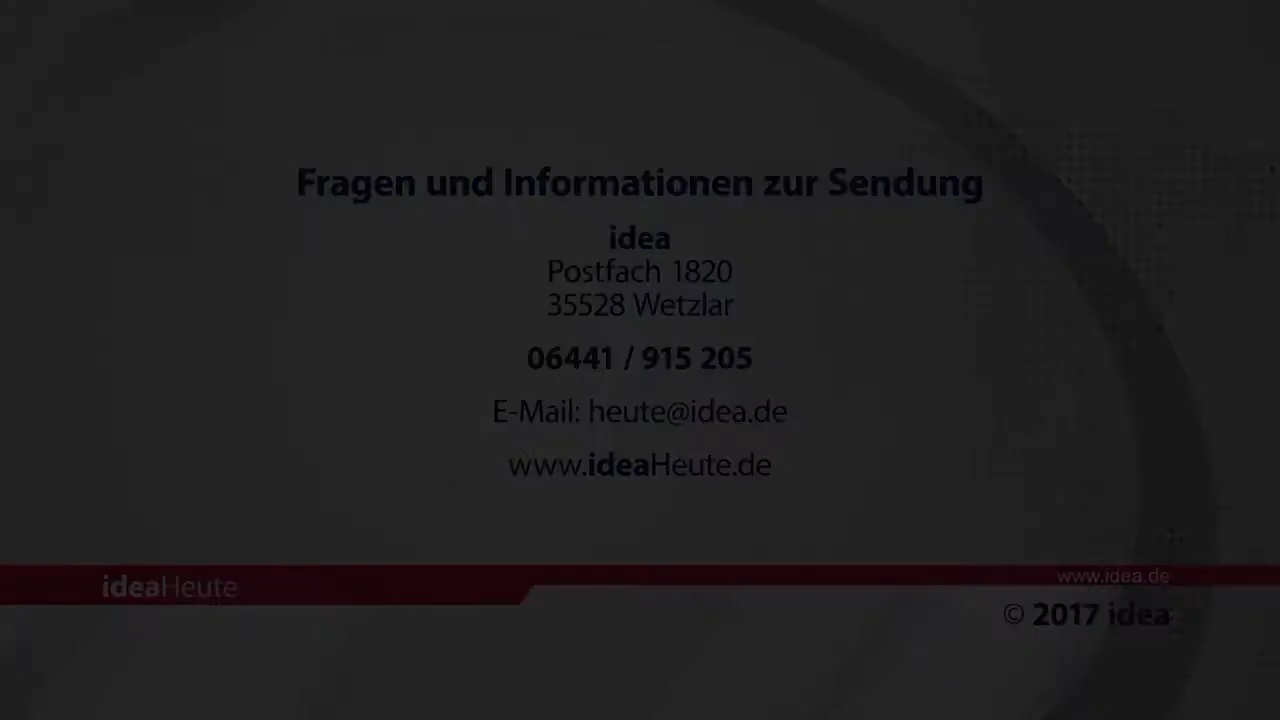 Fragen und Informationen zur Sendung
idea
Postfach 1820
35528 Wetzlar
06441 / 915 205
E-Mail: heute@idea.de
www.ideaHeute.de
ideaHeute
www.idea.de
© 2017 idea